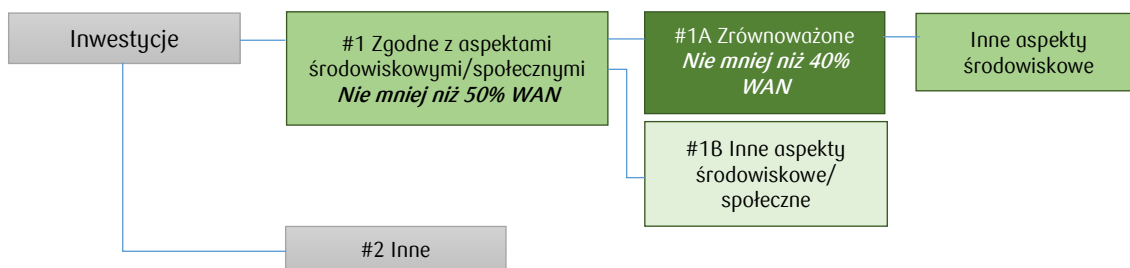 Inwestycje
#1 Zgodne z aspektami
środowiskowymi/społecznymi
Nie mniej niż 50% WAN
#1A Zrównoważone
Nie mniej niż 40%
WAN
Inne aspekty
środowiskowe
#1B Inne aspekty
środowiskowe/
społeczne
#2 Inne